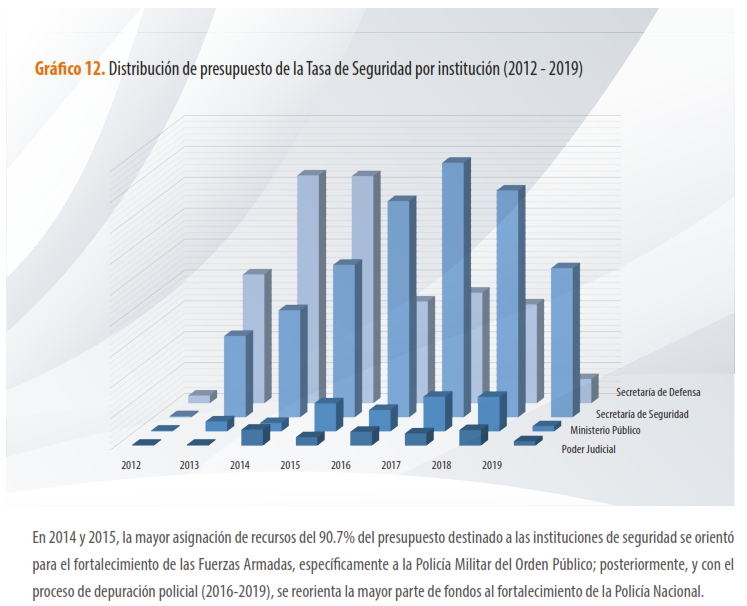 Gráfico 12. Distribución de presupuesto de la Tasa de Seguridad por institución (2012 - 2019)
Secretaría de Defensa
Secretaría de Seguridad
Ministerio Público
Poder Judicial
2012 2013 2014 2015 2016 2017 2018 2019
En 2014 y 2015, la mayor asignación de recursos del 90.7% del presupuesto destinado a las instituciones de seguridad se orientó
para el fortalecimiento de las Fuerzas Armadas, específicamente a la Policía Militar del Orden Público; posteriormente, y con el
proceso de depuración policial (2016-2019), se reorienta la mayor parte de fondos al fortalecimiento de la Policía Nacional.